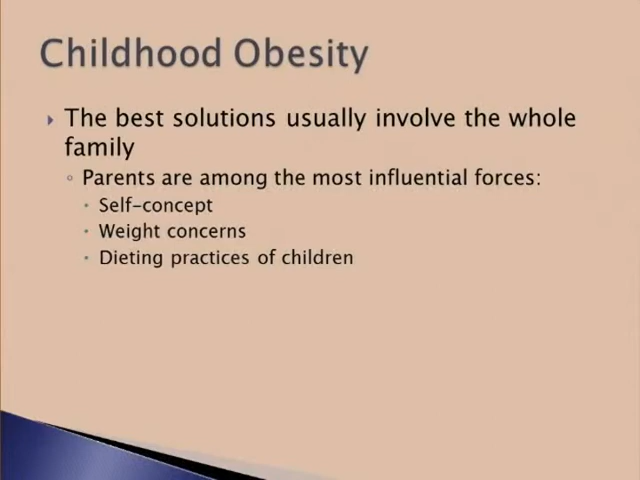 Childhood Obesity
The best solutions usually involve the whole
family
Parents are among the most influential forces:
Self-concept
Weight concerns
Dieting practices of children